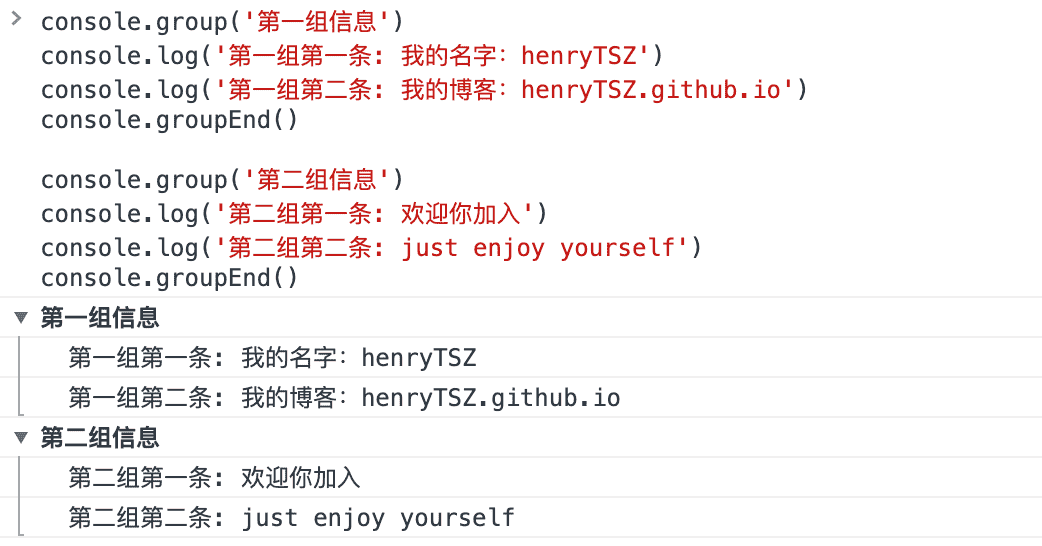 console.group('第一组信息')
console.log('第一组第一条: 我的名字：henryTSZ')
console.log('第一组第二条: 我的博客：henryTSZ.github.io')
console.groupEnd()
console.group('第二组信息')
console.log('第二组第一条: 欢迎你加入')
console.log('第二组第二条: just enjoy yourself')
console.groupEnd()
第一组信息
第一组第一条: 我的名字：henryTSZ
第一组第二条: 我的博客：henryTSZ.github.io
第二组信息
第二组第一条: 欢迎你加入
第二组第二条: just enjoy yourself